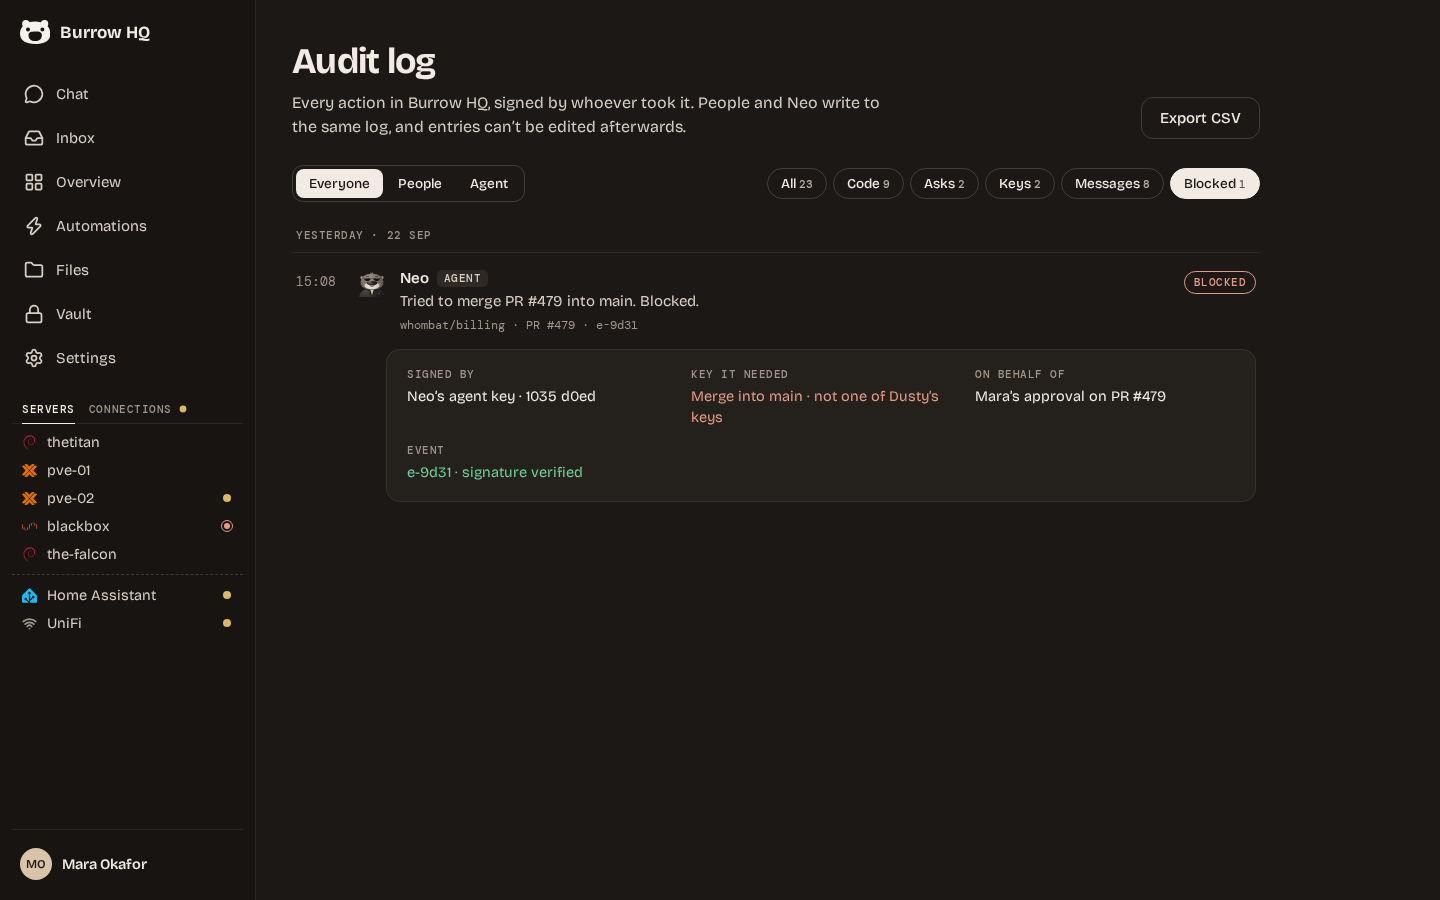 Burrow HQ
Chat
Inbox
Overview
Automations
Files
Vault
Settings
SERVERS CONNECTIONS
thetitan
pve-01
pve-02
blackbox
the-falcon
Home Assistant
UniFi
MO Mara Okafor
Audit log
Every action in Burrow HQ, signed by whoever took it. People and Neo write to
the same log, and entries can’t be edited afterwards.
Export CSV
Everyone People Agent
All 23 Code 9 Asks 2 Keys 2 Messages 8 Blocked 1
YESTERDAY · 22 SEP
15:08 Neo AGENT BLOCKED
Tried to merge PR #479 into main. Blocked.
whombat/billing · PR #479 · e-9d31
SIGNED BY
Neo’s agent key · 1035 d0ed
KEY IT NEEDED
Merge into main · not one of Dusty’s
keys
ON BEHALF OF
Mara’s approval on PR #479
EVENT
e-9d31 · signature verified